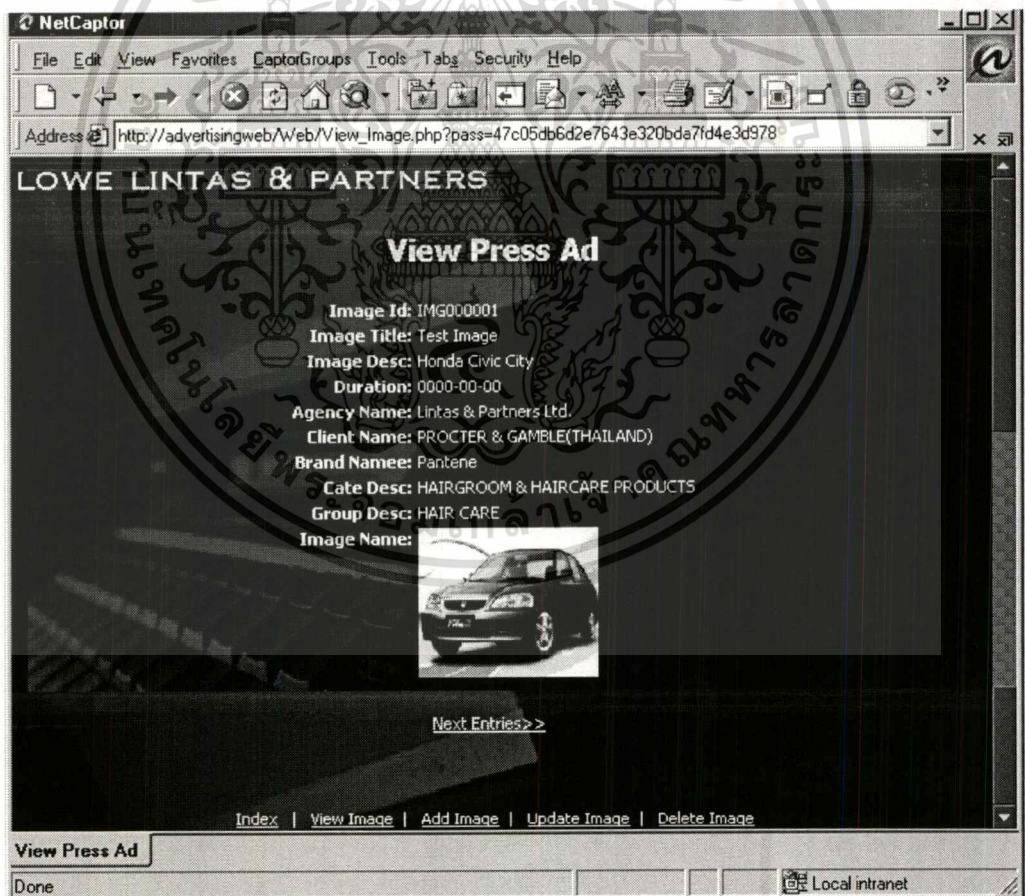 NetCaptor
File Edit View Favorites CaptorGroups Tools Tabs Security Help
Address http://advertisingweb/Web/View_Image.php?pass=47c05db6d2e7643e320bda7fd4e3d978
LOWE LINTAS & PARTNERS
View Press Ad
Image Id: IMG000001
Image Title: Test Image
Image Desc: Honda Civic City
Duration: 0000-00-00
Agency Name: Lintas & Partners Ltd.
Client Name: PROCTER & GAMBLE(THAILAND)
Brand Namee: Pantene
Cate Desc: HAIRGROOM & HAIRCARE PRODUCTS
Group Desc: HAIR CARE
Image Name:
Next Entries>>
Index | View Image | Add Image | Update Image | Delete Image
View Press Ad
Done
Local intranet